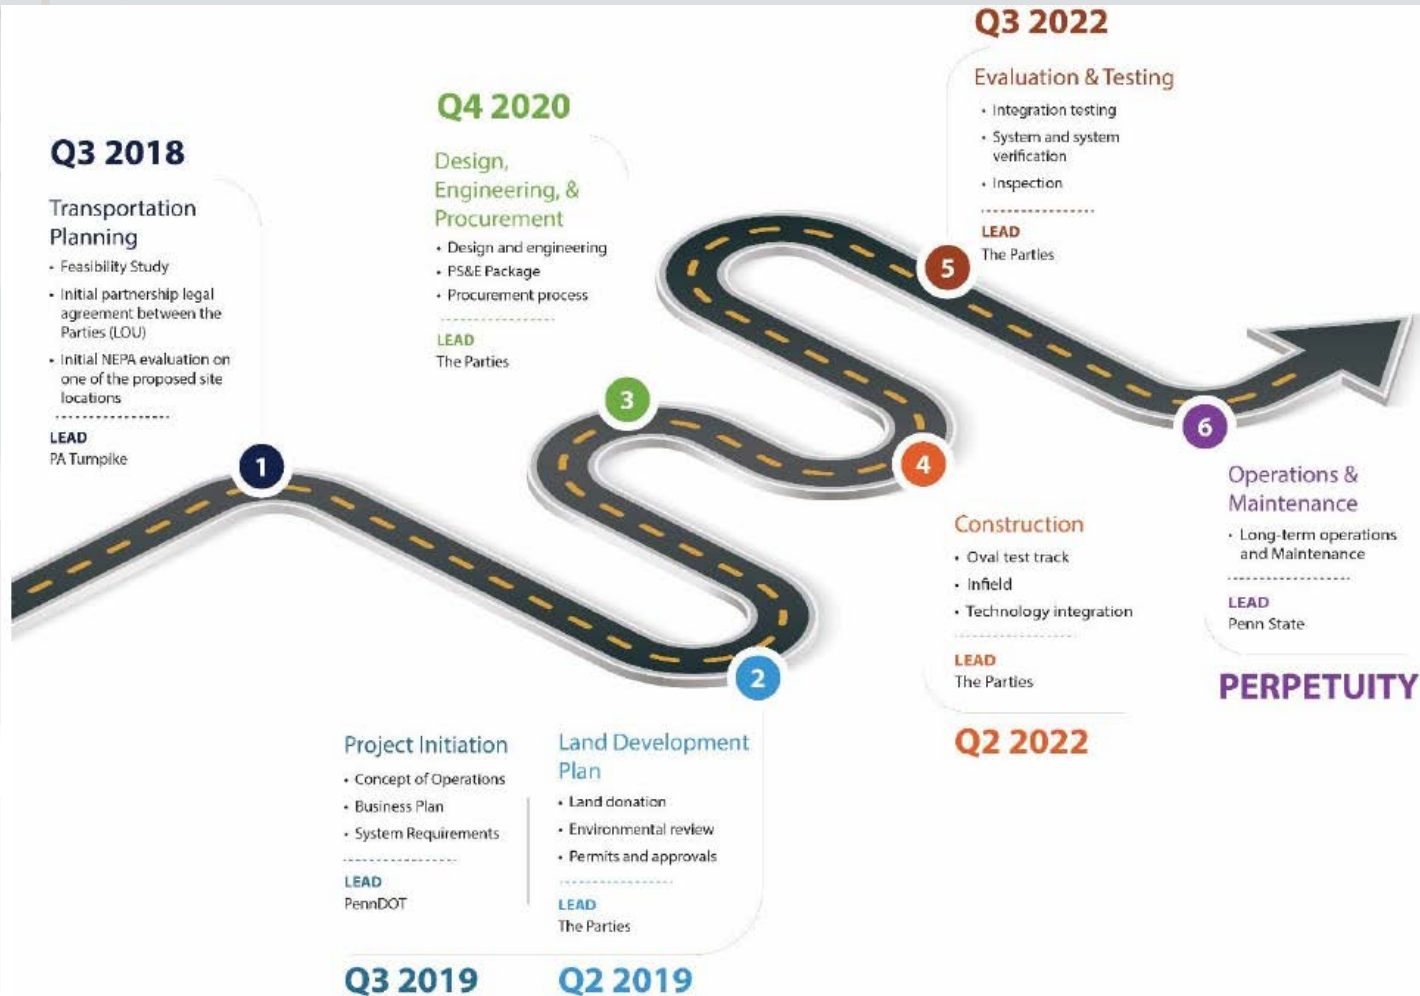 Q3 2018
Transportation
Planning
• Feasibility Study
• Initial partnership legal
agreement between the
Parties (LOU)
• Initial NEPA evaluation on
one of the proposed site
locations
LEAD
PA Turnpike
1
Project Initiation
• Concept of Operations
• Business Plan
• System Requirements
LEAD
PennDOT
Q3 2019
Land Development
Plan
• Land donation
• Environmental review
• Permits and approvals
LEAD
The Parties
Q2 2019
2
Q4 2020
Design,
Engineering, &
Procurement
• Design and engineering
• PS&E Package
• Procurement process
LEAD
The Parties
3
4
Construction
• Oval test track
• Infield
• Technology integration
LEAD
The Parties
Q2 2022
Q3 2022
Evaluation & Testing
• Integration testing
• System and system
verification
• Inspection
LEAD
The Parties
5
6
Operations &
Maintenance
• Long-term operations
and Maintenance
LEAD
Penn State
PERPETUITY